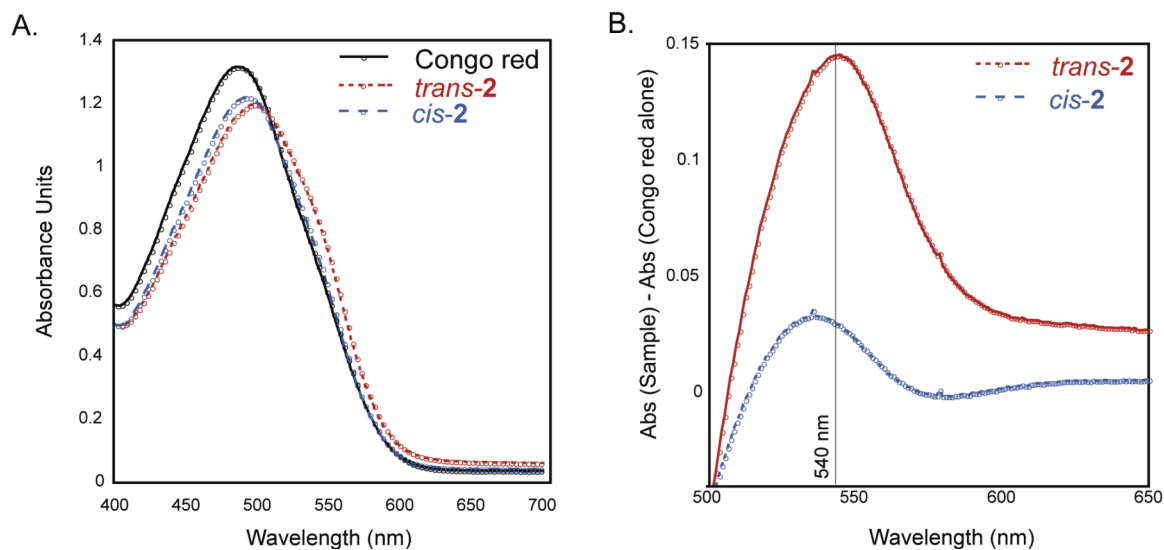 A.
1.4
1.2
1
0.8
0.6
0.4
0.2
0
400
450
500
550
600
650
700
Absorbance Units
Wavelength (nm)
Congo red
trans-2
cis-2
B.
0.15
0.1
0.05
0
500
550
600
650
Abs (Sample) - Abs (Congo red alone)
Wavelength (nm)
trans-2
cis-2
540 nm